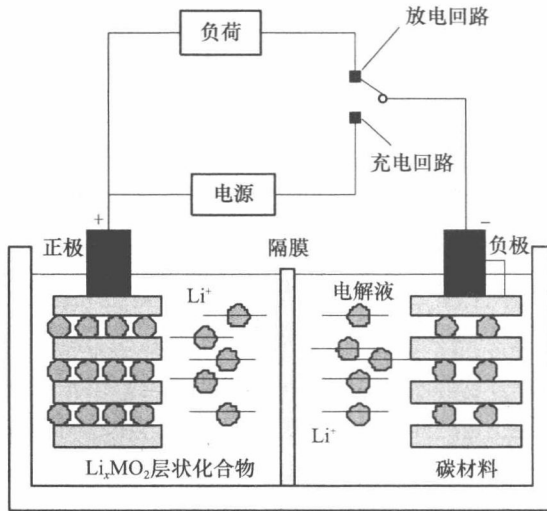 负荷
放电回路
充电回路
电源
+
−
正极
隔膜
负极
Li⁺
电解液
Li⁺
LiₓMO₂层状化合物
碳材料